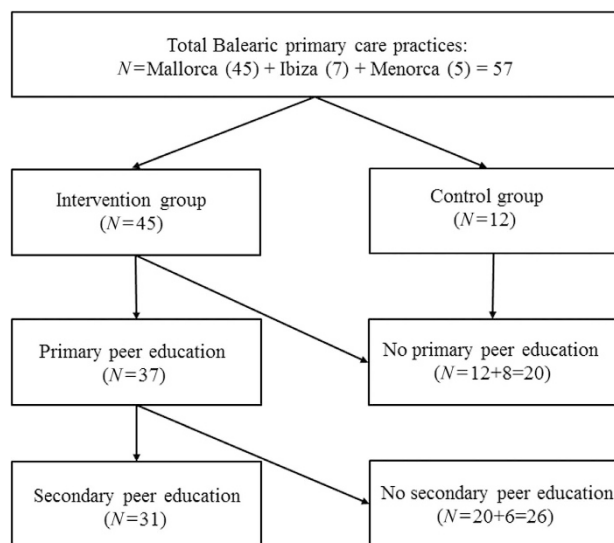 Total Balearic primary care practices:
N=Mallorca (45) + Ibiza (7) + Menorca (5) = 57
Intervention group
(N=45)
Control group
(N=12)
Primary peer education
(N=37)
No primary peer education
(N=12+8=20)
Secondary peer education
(N=31)
No secondary peer education
(N=20+6=26)